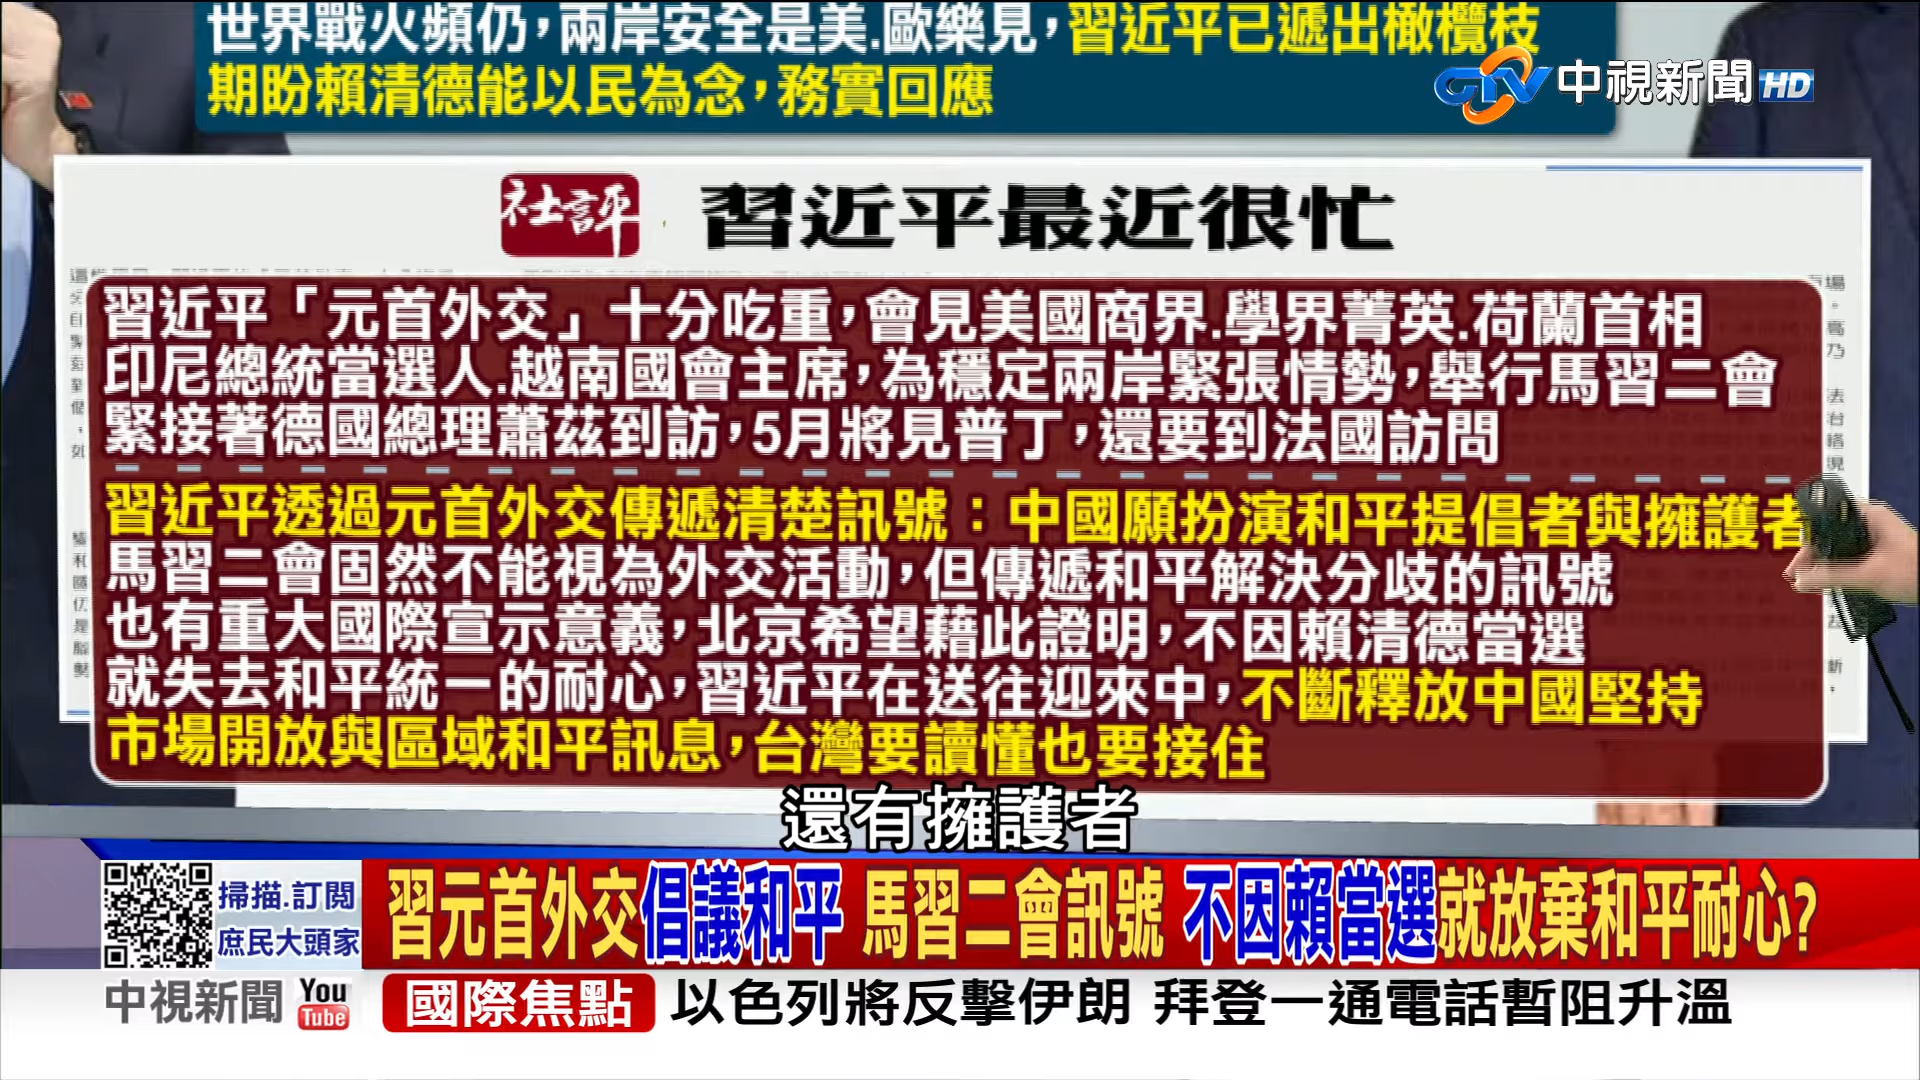 世界戰火頻仍,兩岸安全是美.歐樂見,習近平已遞出橄欖枝
期盼賴清德能以民為念,務實回應
CTV中視新聞HD
社評 習近平最近很忙
習近平「元首外交」十分吃重,會見美國商界.學界菁英.荷蘭首相
印尼總統當選人.越南國會主席,為穩定兩岸緊張情勢,舉行馬習二會
緊接著德國總理蕭茲到訪,5月將見普丁,還要到法國訪問
習近平透過元首外交傳遞清楚訊號:中國願扮演和平提倡者與擁護者
馬習二會固然不能視為外交活動,但傳遞和平解決分歧的訊號
也有重大國際宣示意義,北京希望藉此證明,不因賴清德當選
就失去和平統一的耐心,習近平在送往迎來中,不斷釋放中國堅持
市場開放與區域和平訊息,台灣要讀懂也要接住
還有擁護者
掃描.訂閱
庶民大頭家
習元首外交倡議和平 馬習二會訊號 不因賴當選就放棄和平耐心?
中視新聞 YouTube
國際焦點 以色列將反擊伊朗 拜登一通電話暫阻升溫